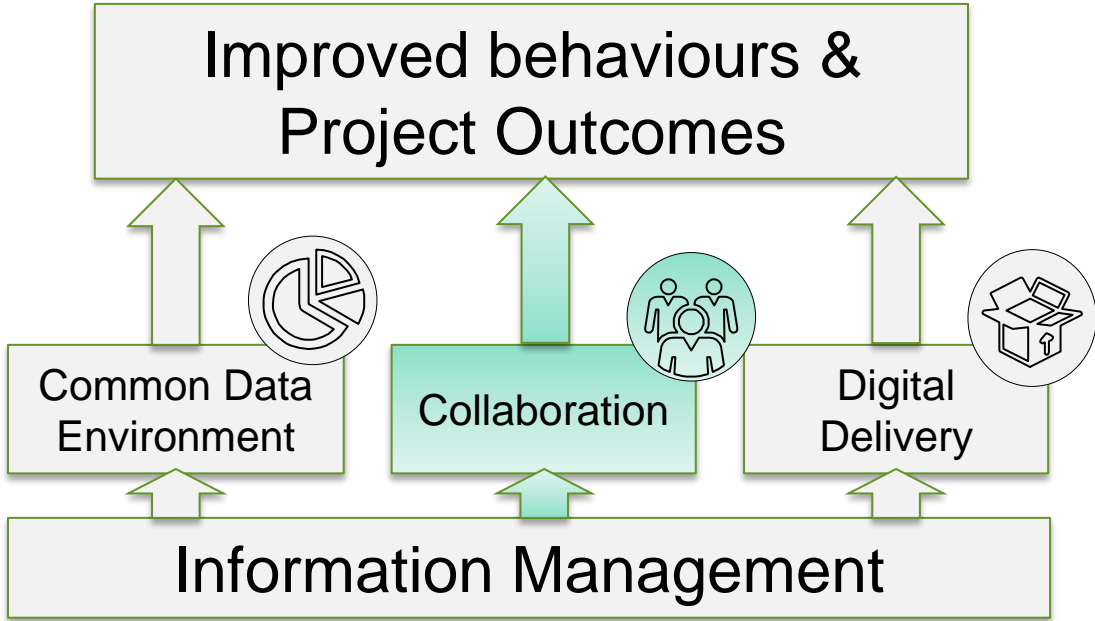 Improved behaviours &
Project Outcomes
Common Data
Environment
Collaboration
Digital
Delivery
Information Management